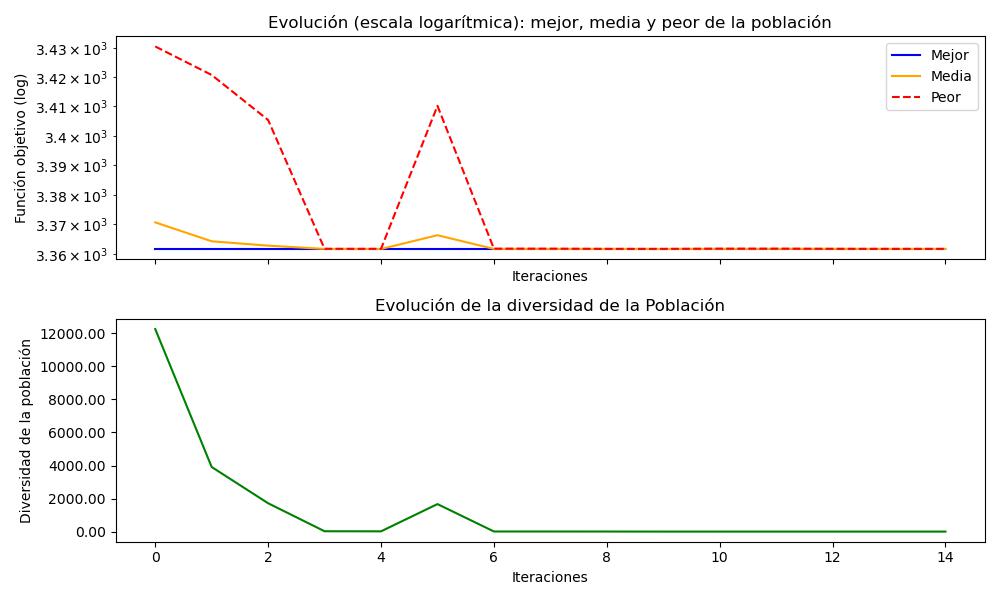 Evolución (escala logarítmica): mejor, media y peor de la población
3.43 × 10³
3.42 × 10³
3.41 × 10³
3.4 × 10³
3.39 × 10³
3.38 × 10³
3.37 × 10³
3.36 × 10³
Función objetivo (log)
Mejor
Media
Peor
Iteraciones
Evolución de la diversidad de la Población
12000.00
10000.00
8000.00
6000.00
4000.00
2000.00
0.00
Diversidad de la población
0 2 4 6 8 10 12 14
Iteraciones